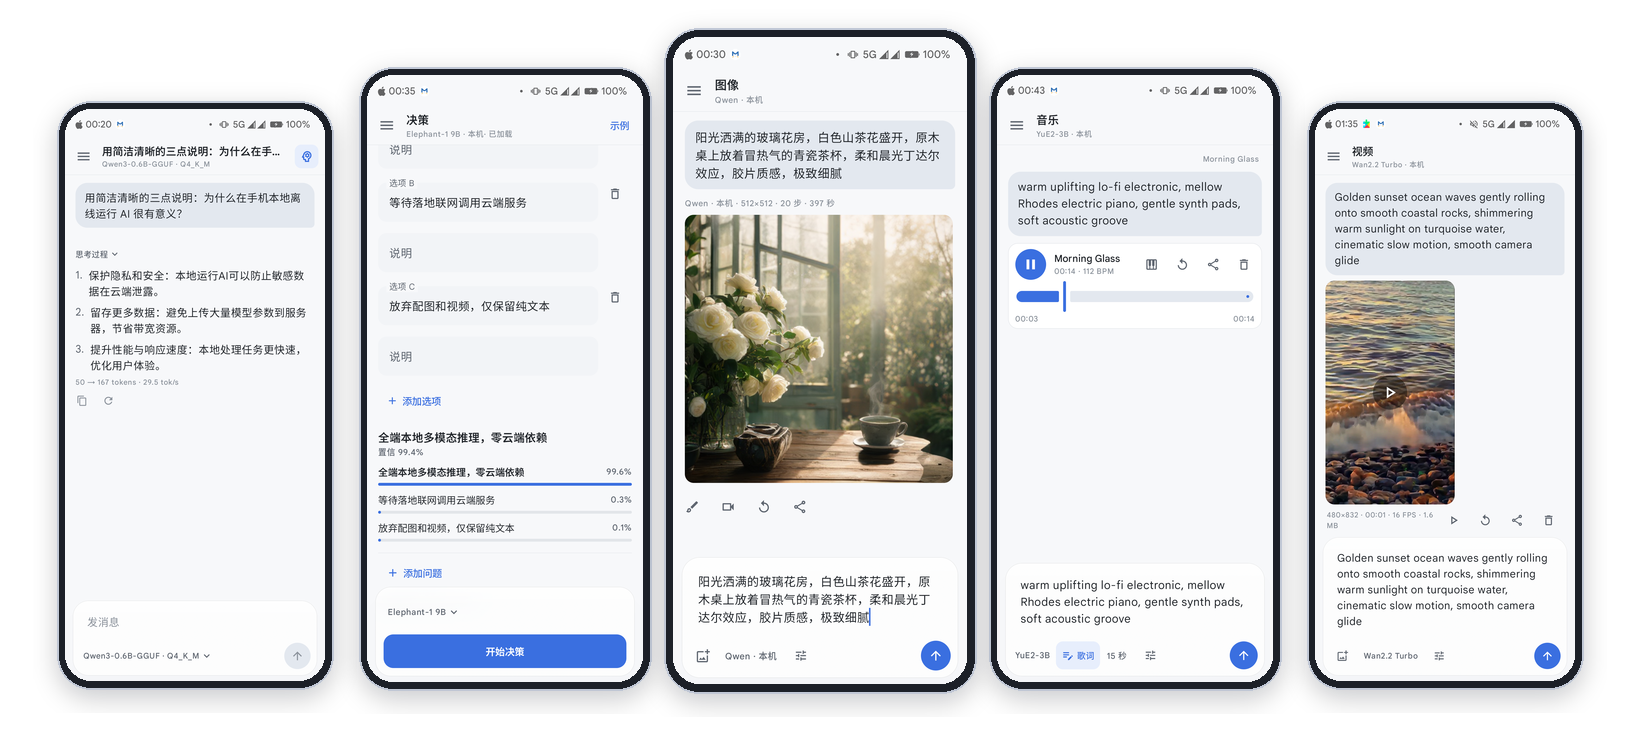 00:20
5G 100%
用简洁清晰的三点说明：为什么在手...
Qwen3-0.6B-GGUF · Q4_K_M
用简洁清晰的三点说明：为什么在手机本地离
线运行 AI 很有意义？
思考过程
1. 保护隐私和安全：本地运行AI可以防止敏感数
据在云端泄露。
2. 留存更多数据：避免上传大量模型参数到服务
器，节省带宽资源。
3. 提升性能与响应速度：本地处理任务更快速，
优化用户体验。
50 → 167 tokens · 29.5 tok/s
发消息
Qwen3-0.6B-GGUF · Q4_K_M
00:35
5G 100%
决策
Elephant-1 9B · 本机· 已加载
示例
说明
选项 B
等待落地联网调用云端服务
说明
选项 C
放弃配图和视频，仅保留纯文本
说明
+ 添加选项
全端本地多模态推理，零云端依赖
置信 99.4%
全端本地多模态推理，零云端依赖 99.6%
等待落地联网调用云端服务 0.3%
放弃配图和视频，仅保留纯文本 0.1%
+ 添加问题
Elephant-1 9B
开始决策
00:30
5G 100%
图像
Qwen · 本机
阳光洒满的玻璃花房，白色山茶花盛开，原木
桌上放着冒热气的青瓷茶杯，柔和晨光丁达尔
效应，胶片质感，极致细腻
Qwen · 本机 · 512×512 · 20 步 · 397 秒
阳光洒满的玻璃花房，白色山茶花盛开，原
木桌上放着冒热气的青瓷茶杯，柔和晨光丁
达尔效应，胶片质感，极致细腻
Qwen · 本机
00:43
5G 100%
音乐
YuE2-3B · 本机
Morning Glass
warm uplifting lo-fi electronic, mellow
Rhodes electric piano, gentle synth pads,
soft acoustic groove
Morning Glass
00:14 · 112 BPM
00:03 00:14
warm uplifting lo-fi electronic, mellow
Rhodes electric piano, gentle synth pads,
soft acoustic groove
YuE2-3B 歌词 15 秒
01:35
5G 100%
视频
Wan2.2 Turbo · 本机
Golden sunset ocean waves gently rolling
onto smooth coastal rocks, shimmering
warm sunlight on turquoise water,
cinematic slow motion, smooth camera
glide
480×832 · 00:01 · 16 FPS · 1.6
MB
Golden sunset ocean waves gently rolling
onto smooth coastal rocks, shimmering
warm sunlight on turquoise water,
cinematic slow motion, smooth camera
glide
Wan2.2 Turbo